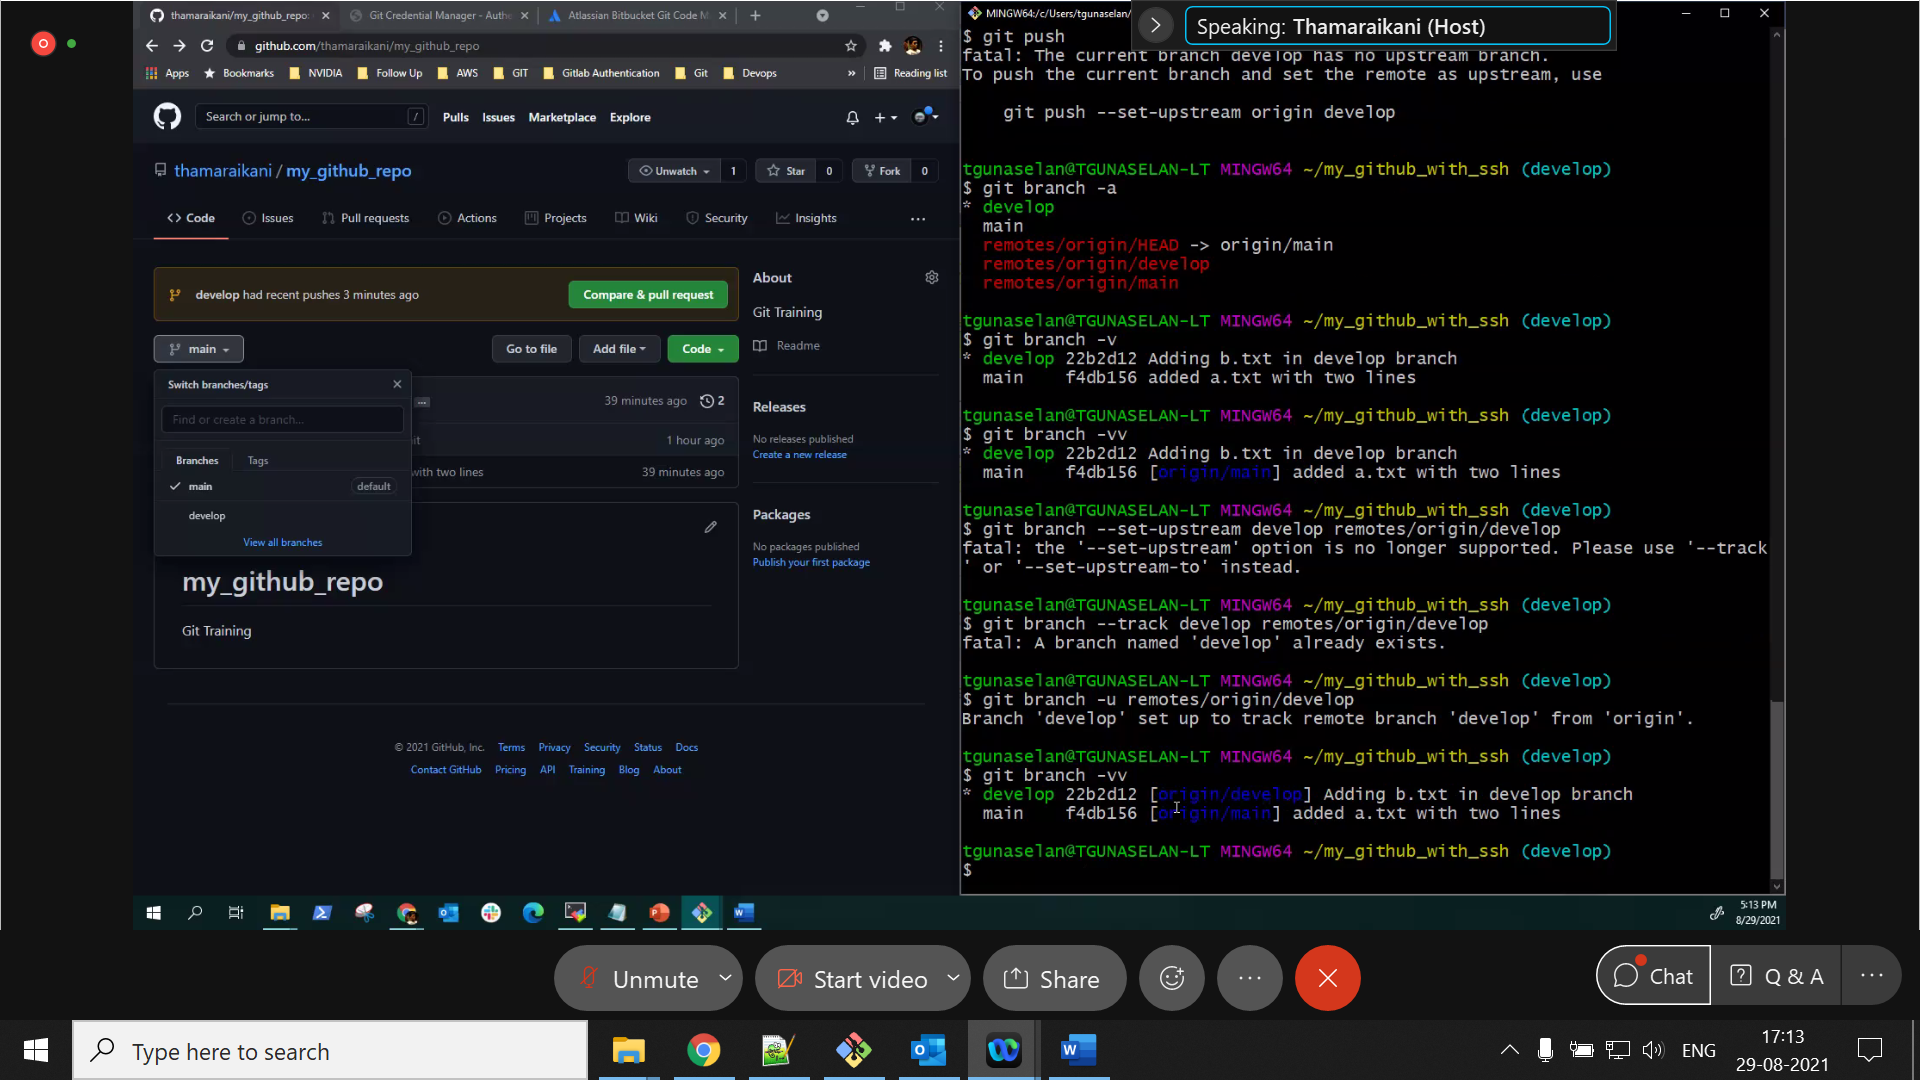 thamaraikani/my_github_repo:
Git Credential Manager - Authe
Atlassian Bitbucket Git Code M
github.com/thamaraikani/my_github_repo
Apps
Bookmarks
NVIDIA
Follow Up
AWS
GIT
Gitlab Authentication
Git
Devops
»
Reading list
Search or jump to...
/
Pulls
Issues
Marketplace
Explore
thamaraikani / my_github_repo
Unwatch
1
Star
0
Fork
0
<> Code
Issues
Pull requests
Actions
Projects
Wiki
Security
Insights
...
develop had recent pushes 3 minutes ago
Compare & pull request
main
Go to file
Add file
Code
Switch branches/tags
Find or create a branch...
Branches
Tags
main
default
develop
View all branches
...
39 minutes ago
2
it
1 hour ago
with two lines
39 minutes ago
my_github_repo
Git Training
About
Git Training
Readme
Releases
No releases published
Create a new release
Packages
No packages published
Publish your first package
© 2021 GitHub, Inc.
Terms
Privacy
Security
Status
Docs
Contact GitHub
Pricing
API
Training
Blog
About
MINGW64:/c/Users/tgunaselan/
Speaking: Thamaraikani (Host)
$ git push
fatal: The current branch develop has no upstream branch.
To push the current branch and set the remote as upstream, use
git push --set-upstream origin develop
tgunaselan@TGUNASELAN-LT MINGW64 ~/my_github_with_ssh (develop)
$ git branch -a
* develop
main
remotes/origin/HEAD -> origin/main
remotes/origin/develop
remotes/origin/main
tgunaselan@TGUNASELAN-LT MINGW64 ~/my_github_with_ssh (develop)
$ git branch -v
* develop 22b2d12 Adding b.txt in develop branch
main f4db156 added a.txt with two lines
tgunaselan@TGUNASELAN-LT MINGW64 ~/my_github_with_ssh (develop)
$ git branch -vv
* develop 22b2d12 Adding b.txt in develop branch
main f4db156 [origin/main] added a.txt with two lines
tgunaselan@TGUNASELAN-LT MINGW64 ~/my_github_with_ssh (develop)
$ git branch --set-upstream develop remotes/origin/develop
fatal: the '--set-upstream' option is no longer supported. Please use '--track
' or '--set-upstream-to' instead.
tgunaselan@TGUNASELAN-LT MINGW64 ~/my_github_with_ssh (develop)
$ git branch --track develop remotes/origin/develop
fatal: A branch named 'develop' already exists.
tgunaselan@TGUNASELAN-LT MINGW64 ~/my_github_with_ssh (develop)
$ git branch -u remotes/origin/develop
Branch 'develop' set up to track remote branch 'develop' from 'origin'.
tgunaselan@TGUNASELAN-LT MINGW64 ~/my_github_with_ssh (develop)
$ git branch -vv
* develop 22b2d12 [origin/develop] Adding b.txt in develop branch
main f4db156 [origin/main] added a.txt with two lines
tgunaselan@TGUNASELAN-LT MINGW64 ~/my_github_with_ssh (develop)
$
5:13 PM
8/29/2021
Unmute
Start video
Share
Chat
Q & A
Type here to search
ENG
17:13
29-08-2021